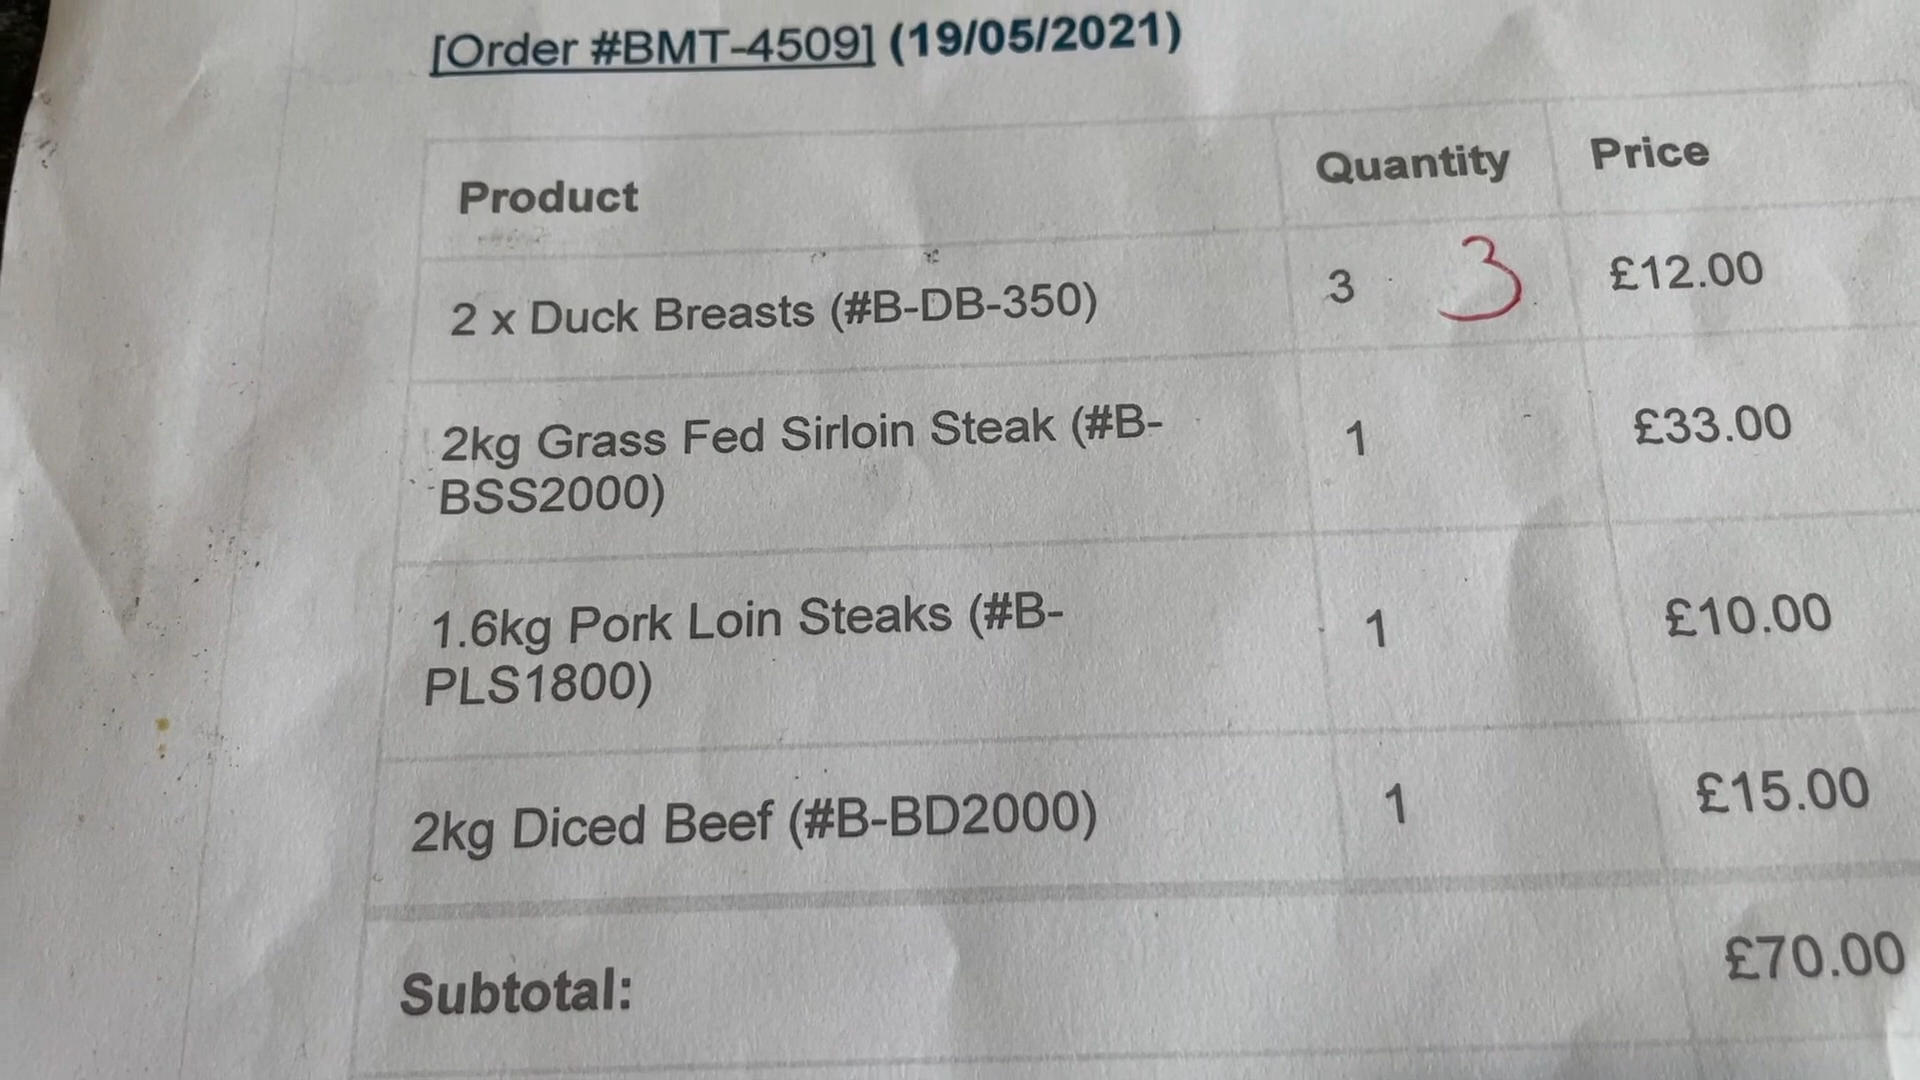 [Order #BMT-4509] (19/05/2021)
Product Quantity Price
2 x Duck Breasts (#B-DB-350) 3 3 £12.00
2kg Grass Fed Sirloin Steak (#B-
BSS2000) 1 £33.00
1.6kg Pork Loin Steaks (#B-
PLS1800) 1 £10.00
2kg Diced Beef (#B-BD2000) 1 £15.00
Subtotal: £70.00